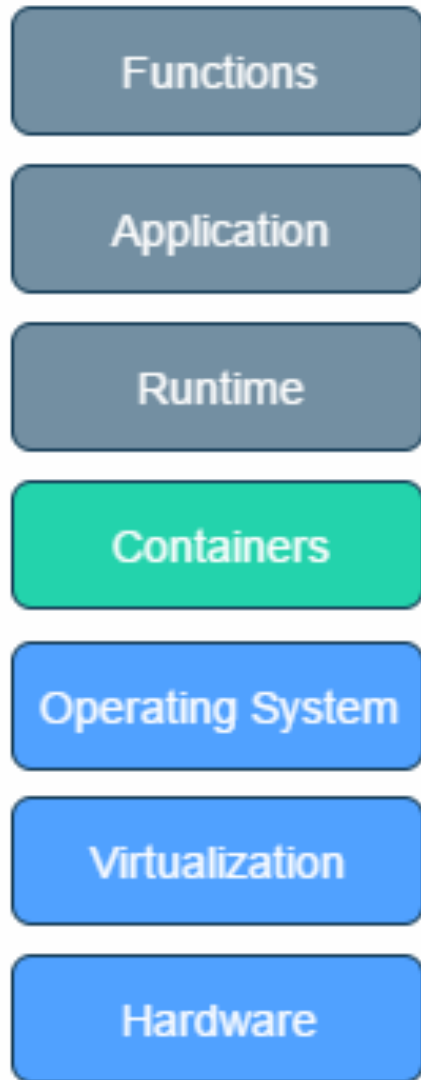 Functions
Application
Runtime
Containers
Operating System
Virtualization
Hardware